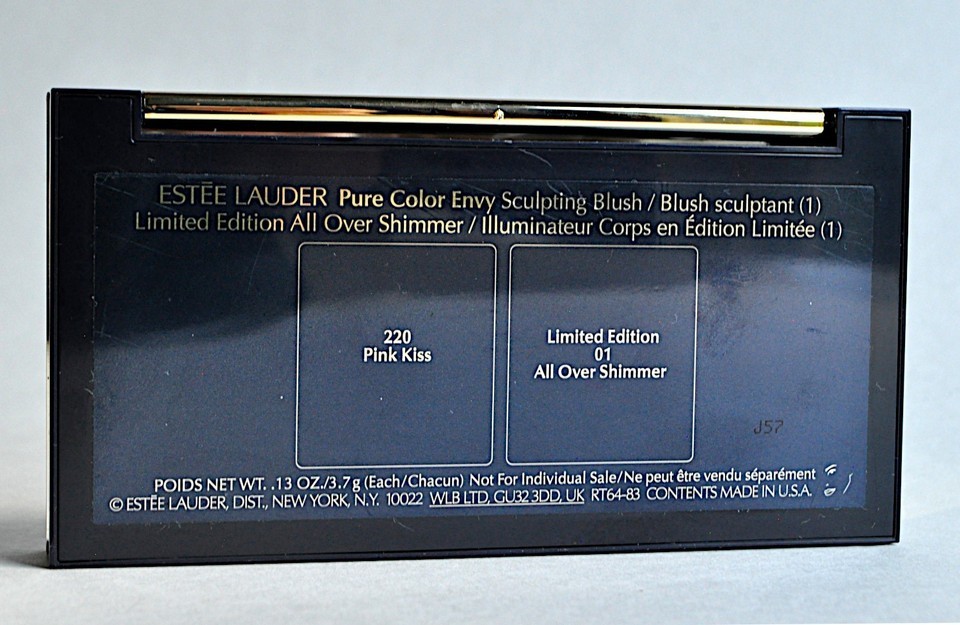 ESTĒE LAUDER Pure Color Envy Sculpting Blush / Blush sculptant (1)
Limited Edition All Over Shimmer / Illuminateur Corps en Édition Limitée (1)
220
Pink Kiss
Limited Edition
01
All Over Shimmer
J57
POIDS NET WT. .13 OZ./3.7g (Each/Chacun) Not For Individual Sale/Ne peut être vendu séparément
© ESTĒE LAUDER, DIST., NEW YORK, N.Y. 10022 WLB LTD, GU32 3DD, UK RT64-83 CONTENTS MADE IN U.S.A.